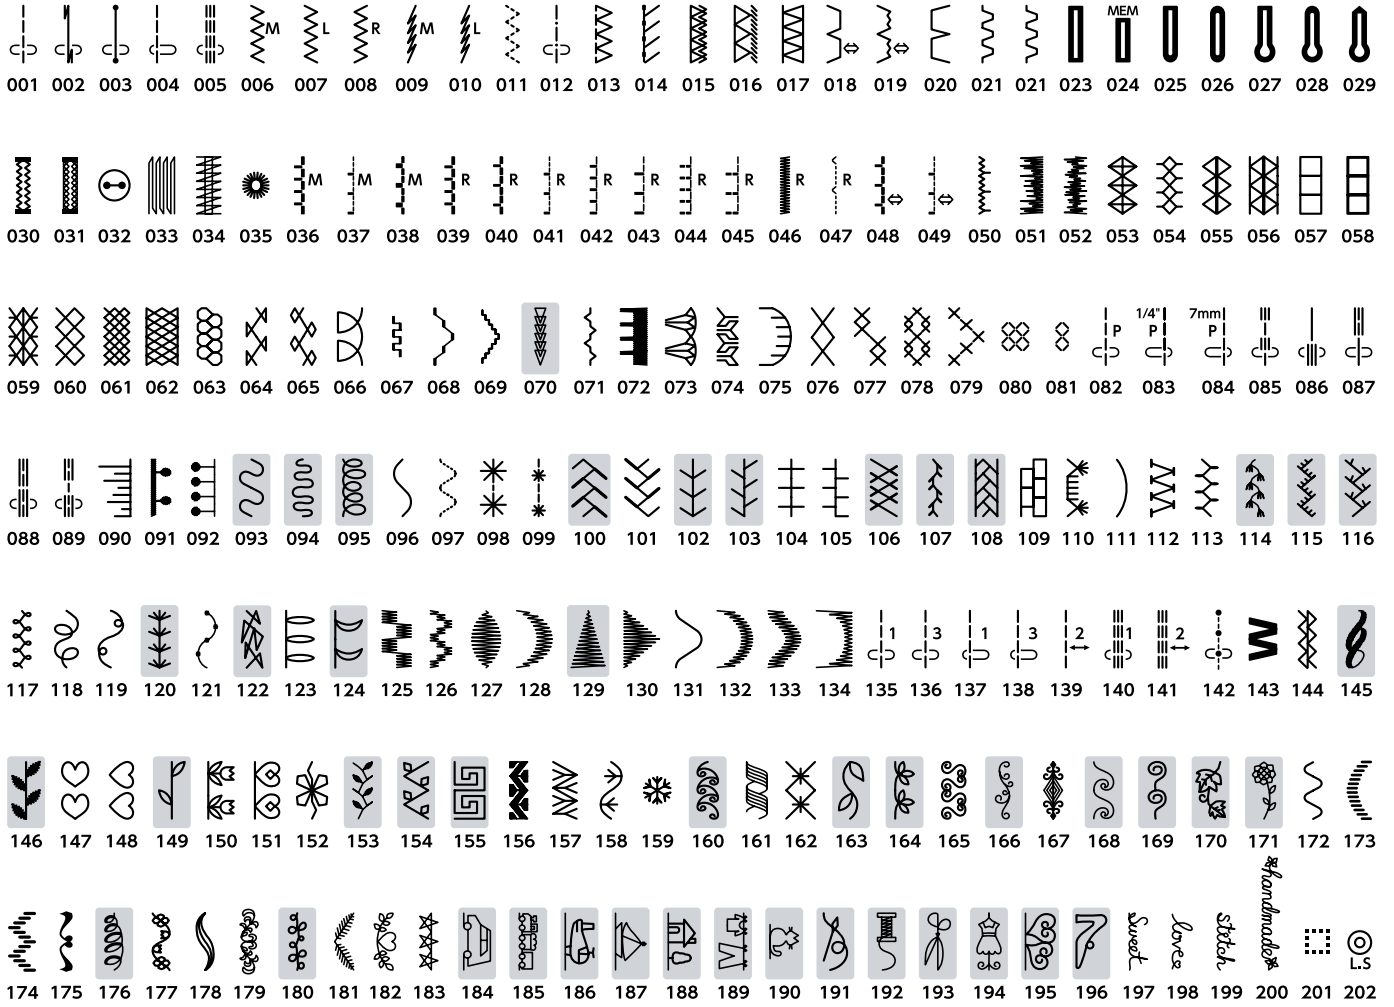 M L R M L MEM
001 002 003 004 005 006 007 008 009 010 011 012 013 014 015 016 017 018 019 020 021 021 023 024 025 026 027 028 029
M M M R R R R R R R R R
030 031 032 033 034 035 036 037 038 039 040 041 042 043 044 045 046 047 048 049 050 051 052 053 054 055 056 057 058
P 1/4" P 7mm P
059 060 061 062 063 064 065 066 067 068 069 070 071 072 073 074 075 076 077 078 079 080 081 082 083 084 085 086 087
088 089 090 091 092 093 094 095 096 097 098 099 100 101 102 103 104 105 106 107 108 109 110 111 112 113 114 115 116
1 3 1 3 2 1 2
117 118 119 120 121 122 123 124 125 126 127 128 129 130 131 132 133 134 135 136 137 138 139 140 141 142 143 144 145
146 147 148 149 150 151 152 153 154 155 156 157 158 159 160 161 162 163 164 165 166 167 168 169 170 171 172 173
Sweet love stitch handmade L.S
174 175 176 177 178 179 180 181 182 183 184 185 186 187 188 189 190 191 192 193 194 195 196 197 198 199 200 201 202